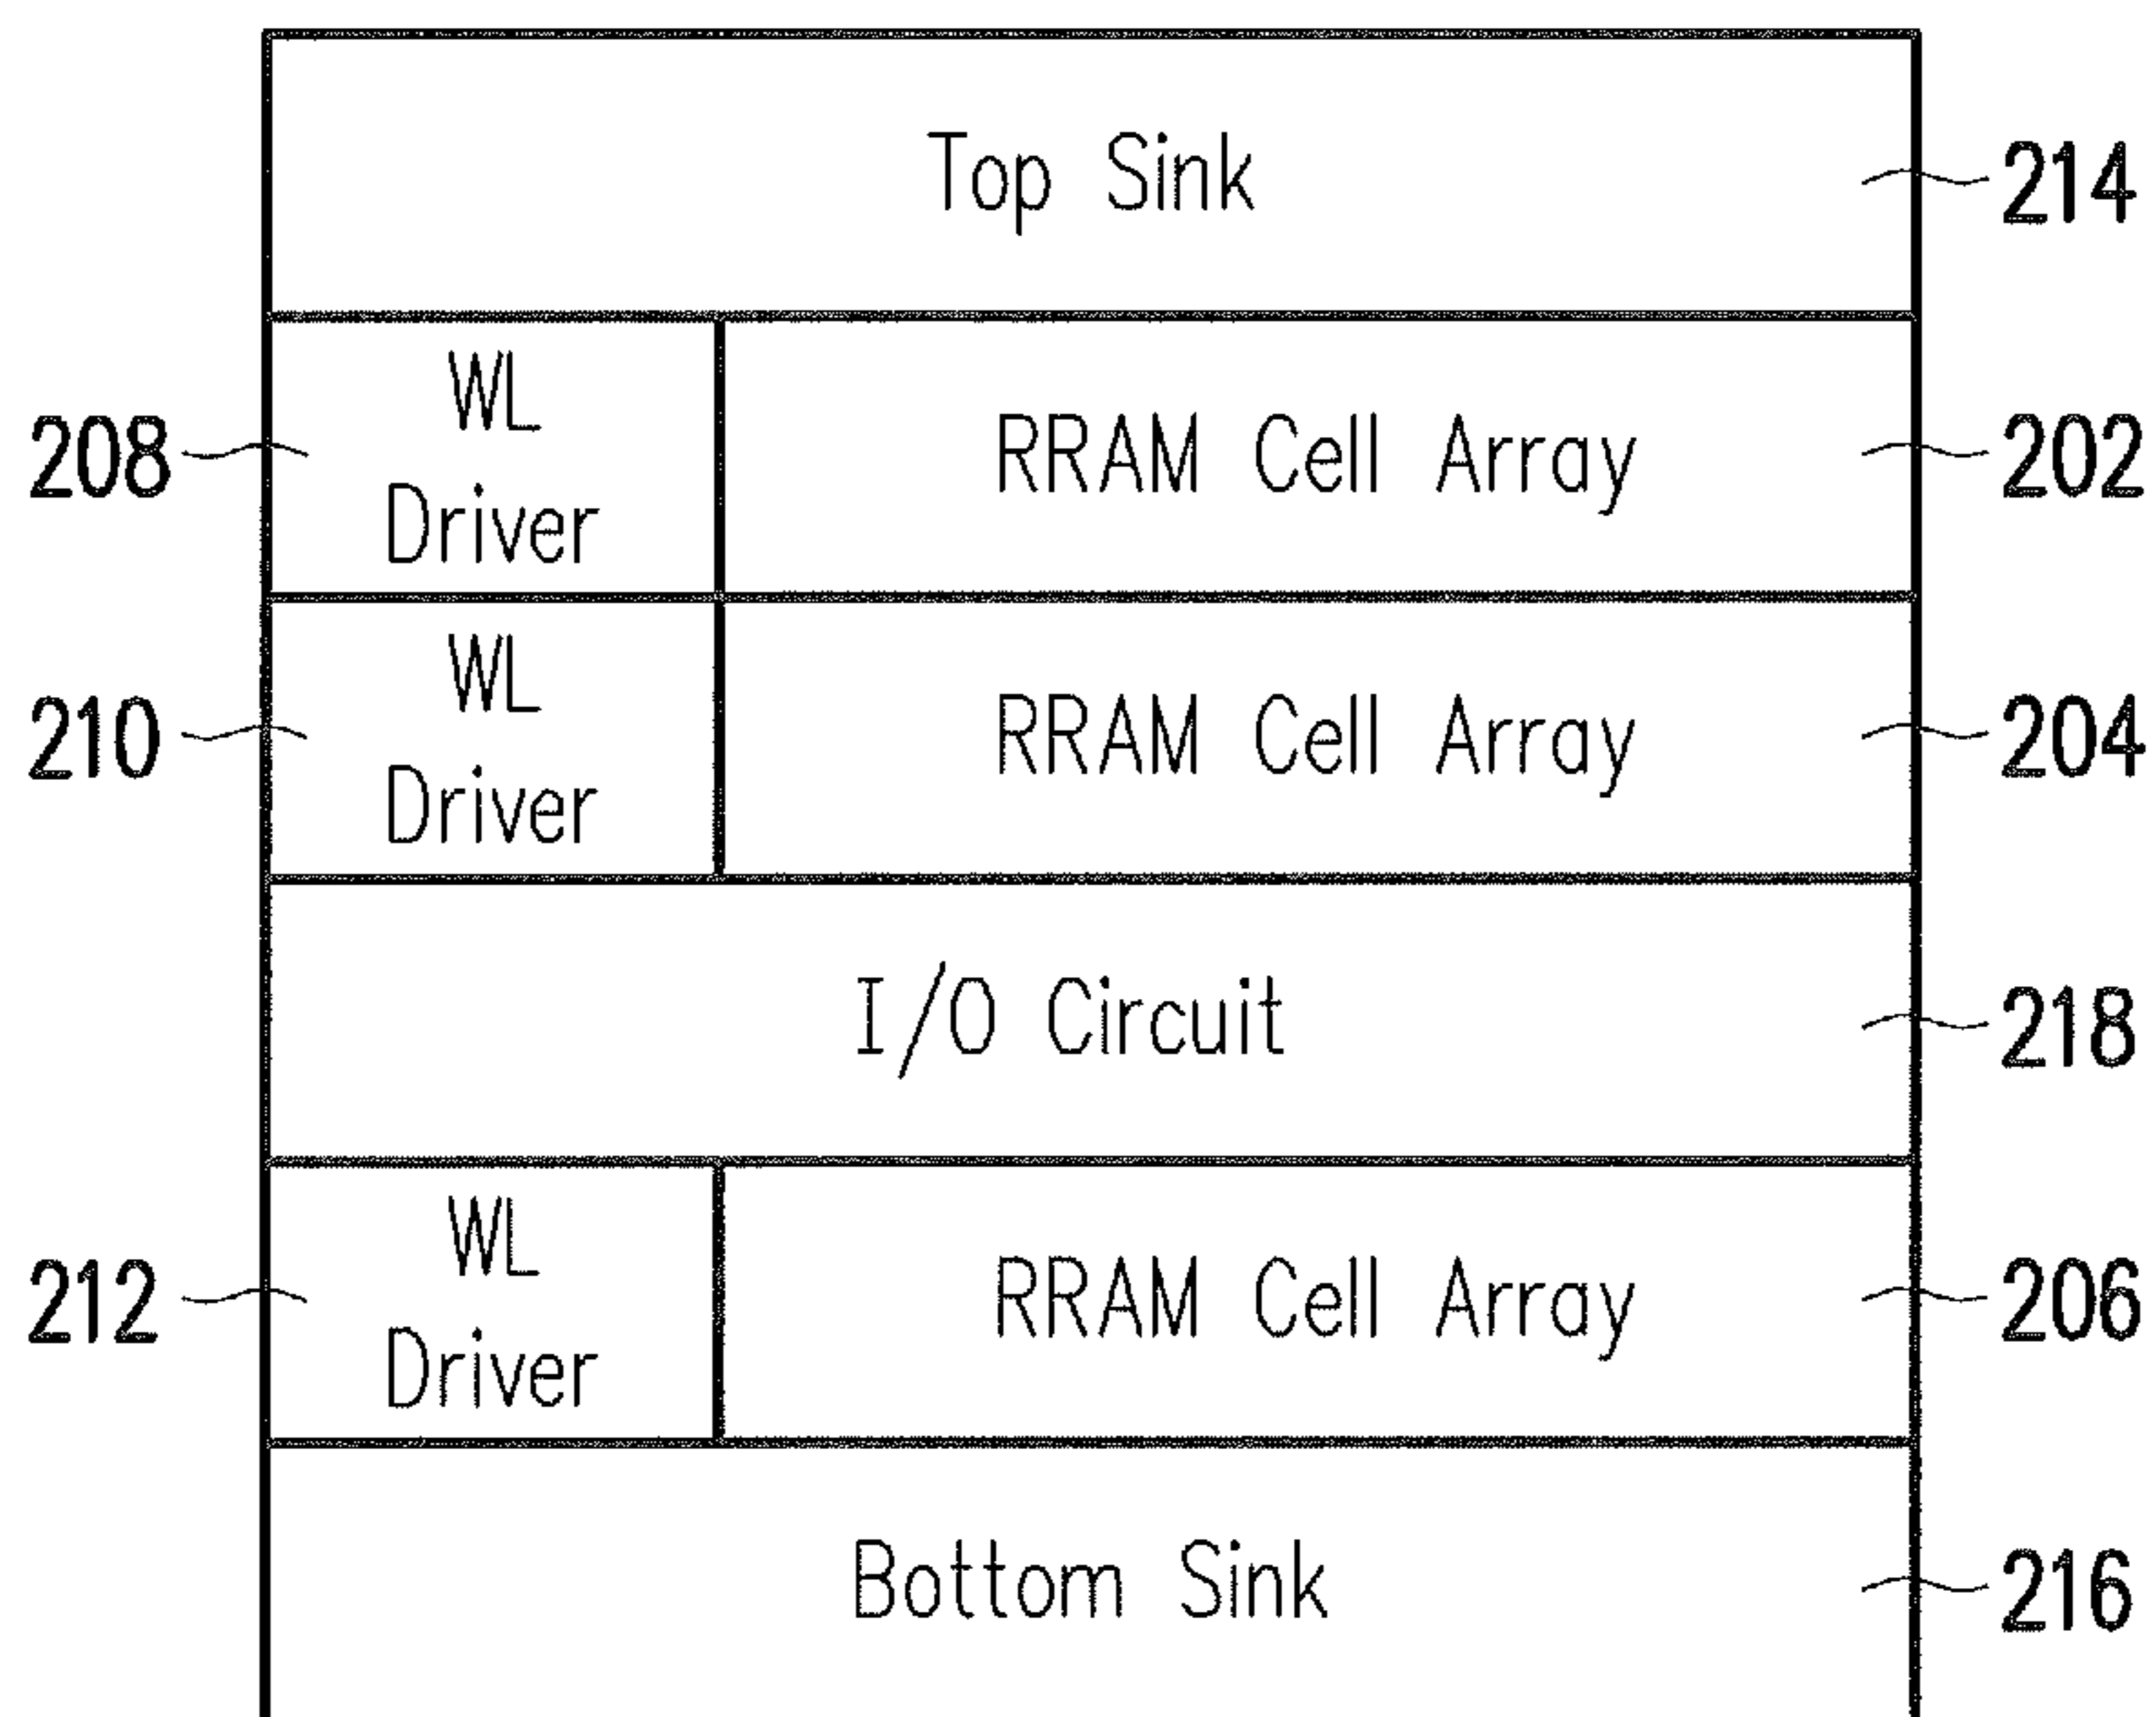 Top Sink
214
WL
Driver
208
RRAM Cell Array
202
WL
Driver
210
RRAM Cell Array
204
I/O Circuit
218
WL
Driver
212
RRAM Cell Array
206
Bottom Sink
216